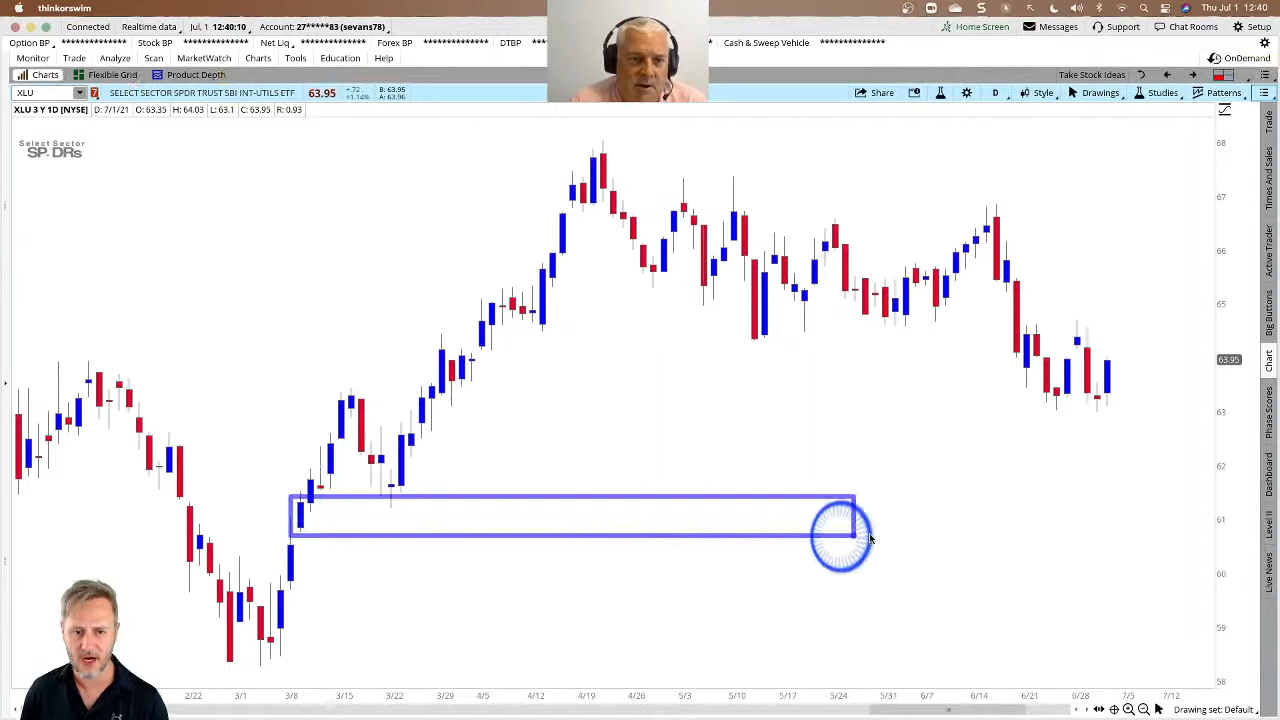 thinkorswim
Thu Jul 1 12:40
Connected
Realtime data
Jul, 1 12:40:10
Account: 27*****83 (sevans78)
Home Screen
Messages
Support
Chat Rooms
Setup
Option BP
Stock BP
Net Liq
Forex BP
DTBP
Cash & Sweep Vehicle
Monitor Trade Analyze Scan MarketWatch Charts Tools Education Help
OnDemand
Charts Flexible Grid Product Depth
Take Stock Ideas
XLU
7
SELECT SECTOR SPDR TRUST SBI INT-UTILS ETF
63.95
+.72
+1.14%
B: 63.95
A: 63.96
Share
D
Style
Drawings
Studies
Patterns
XLU 3 Y 1D [NYSE]
D: 7/1/21
O: 63.35
H: 64.03
L: 63.1
C: 63.95
R: 0.93
Select Sector
SPDRs
68
67
66
65
63.95
63
62
61
60
59
58
2/22 3/1 3/8 3/15 3/22 3/29 4/5 4/12 4/19 4/26 5/3 5/10 5/17 5/24 5/31 6/7 6/14 6/21 6/28 7/5 7/12
Drawing set: Default
Trade
Times And Sales
Active Trader
Big Buttons
Chart
Phase Scores
Dashboard
Level II
Live News